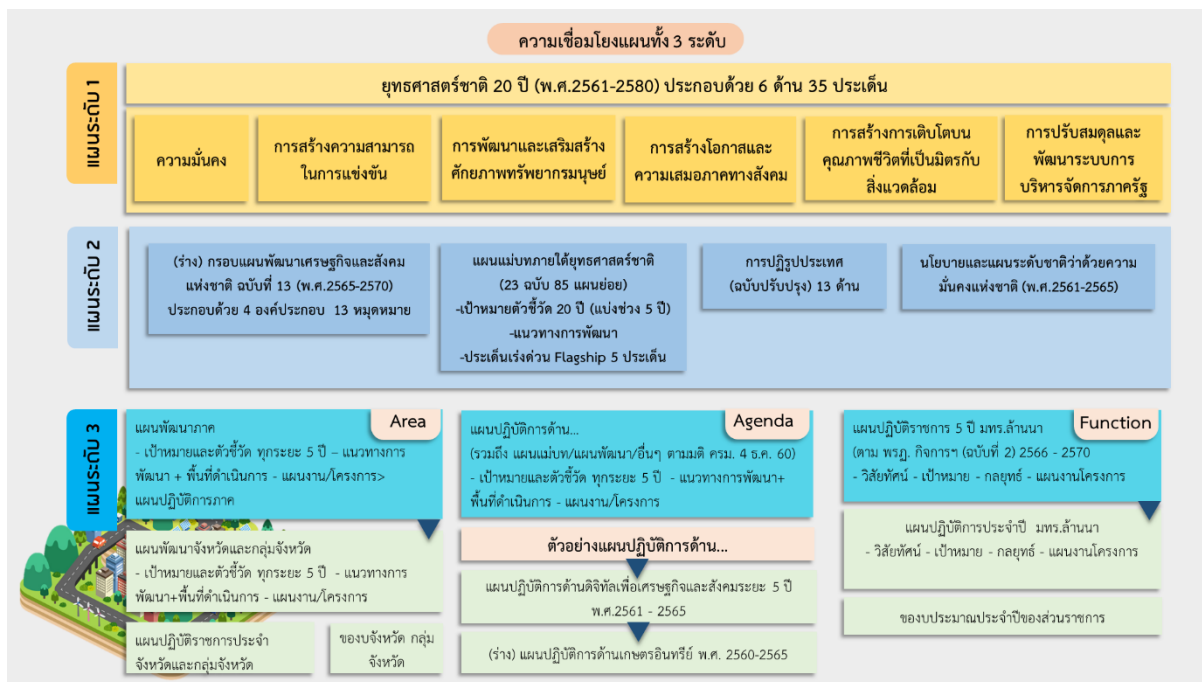 ความเชื่อมโยงแผนทั้ง 3 ระดับ
แผนระดับ 1
ยุทธศาสตร์ชาติ 20 ปี (พ.ศ.2561-2580) ประกอบด้วย 6 ด้าน 35 ประเด็น
ความมั่นคง
การสร้างความสามารถ
ในการแข่งขัน
การพัฒนาและเสริมสร้าง
ศักยภาพทรัพยากรมนุษย์
การสร้างโอกาสและ
ความเสมอภาคทางสังคม
การสร้างการเติบโตบน
คุณภาพชีวิตที่เป็นมิตรกับ
สิ่งแวดล้อม
การปรับสมดุลและ
พัฒนาระบบการ
บริหารจัดการภาครัฐ
แผนระดับ 2
(ร่าง) กรอบแผนพัฒนาเศรษฐกิจและสังคม
แห่งชาติ ฉบับที่ 13 (พ.ศ.2565-2570)
ประกอบด้วย 4 องค์ประกอบ 13 หมุดหมาย
แผนแม่บทภายใต้ยุทธศาสตร์ชาติ
(23 ฉบับ 85 แผนย่อย)
-เป้าหมายตัวชี้วัด 20 ปี (แบ่งช่วง 5 ปี)
-แนวทางการพัฒนา
-ประเด็นเร่งด่วน Flagship 5 ประเด็น
การปฏิรูปประเทศ
(ฉบับปรับปรุง) 13 ด้าน
นโยบายและแผนระดับชาติว่าด้วยความ
มั่นคงแห่งชาติ (พ.ศ.2561-2565)
แผนระดับ 3
Area
แผนพัฒนาภาค
- เป้าหมายและตัวชี้วัด ทุกระยะ 5 ปี – แนวทางการ
พัฒนา + พื้นที่ดำเนินการ - แผนงาน/โครงการ>
แผนปฏิบัติการภาค
แผนพัฒนาจังหวัดและกลุ่มจังหวัด
- เป้าหมายและตัวชี้วัด ทุกระยะ 5 ปี - แนวทางการ
พัฒนา+พื้นที่ดำเนินการ - แผนงาน/โครงการ
แผนปฏิบัติราชการประจำ
จังหวัดและกลุ่มจังหวัด
ของบจังหวัด กลุ่ม
จังหวัด
Agenda
แผนปฏิบัติการด้าน...
(รวมถึง แผนแม่บท/แผนพัฒนา/อื่นๆ ตามมติ ครม. 4 ธ.ค. 60)
- เป้าหมายและตัวชี้วัด ทุกระยะ 5 ปี - แนวทางการพัฒนา+
พื้นที่ดำเนินการ - แผนงาน/โครงการ
ตัวอย่างแผนปฏิบัติการด้าน...
แผนปฏิบัติการด้านดิจิทัลเพื่อเศรษฐกิจและสังคมระยะ 5 ปี
พ.ศ.2561 - 2565
(ร่าง) แผนปฏิบัติการด้านเกษตรอินทรีย์ พ.ศ. 2560-2565
Function
แผนปฏิบัติราชการ 5 ปี มทร.ล้านนา
(ตาม พรฎ. กิจการฯ (ฉบับที่ 2) 2566 - 2570
- วิสัยทัศน์ - เป้าหมาย - กลยุทธ์ - แผนงานโครงการ
แผนปฏิบัติการประจำปี มทร.ล้านนา
- วิสัยทัศน์ - เป้าหมาย - กลยุทธ์ - แผนงานโครงการ
ของบประมาณประจำปีของส่วนราชการ